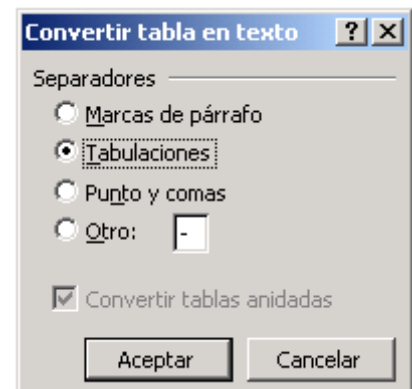 Convertir tabla en texto
Separadores
Marcas de párrafo
Tabulaciones
Punto y comas
Otro: -
Convertir tablas anidadas
Aceptar Cancelar